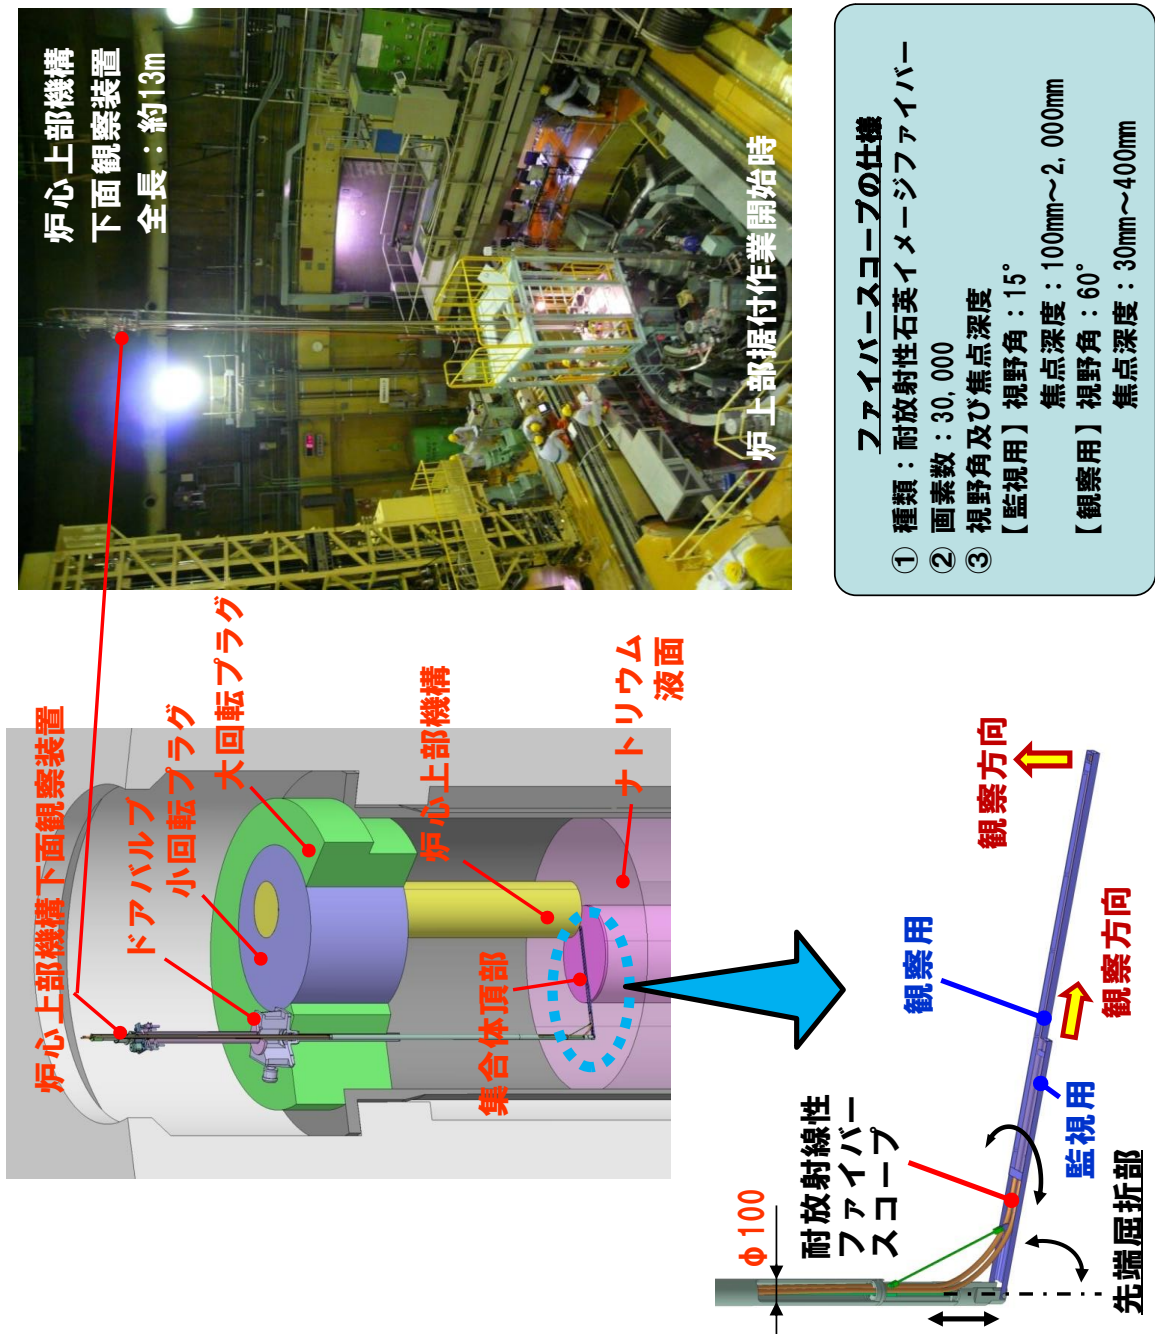 炉心上部機構
下面観察装置
全長：約13m
炉上部据付作業開始時
炉心上部機構下面観察装置
ドアバルブ
小回転プラグ
大回転プラグ
炉心上部機構
集合体頂部
ナトリウム
液面
ファイバースコープの仕様
① 種類：耐放射性石英イメージファイバー
② 画素数：30,000
③ 視野角及び焦点深度
【監視用】視野角：15°
焦点深度：100mm～2,000mm
【観察用】視野角：60°
焦点深度：30mm～400mm
φ100
耐放射線性
ファイバー
スコープ
監視用
観察用
観察方向
観察方向
先端屈折部